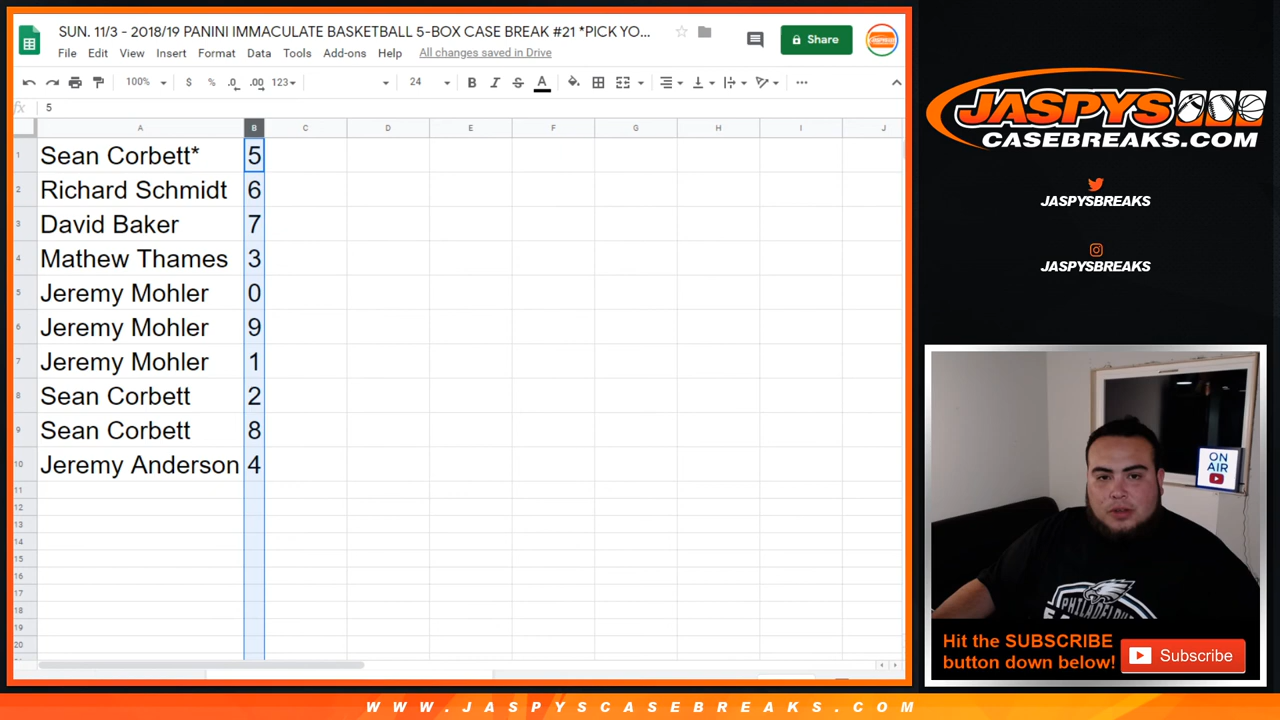 SUN. 11/3 - 2018/19 PANINI IMMACULATE BASKETBALL 5-BOX CASE BREAK #21 *PICK YO...
File Edit View Insert Format Data Tools Add-ons Help All changes saved in Drive
Share
100% $ % .0 .00 123 24 B I S A
fx 5
A B C D E F G H I J
1 Sean Corbett* 5
2 Richard Schmidt 6
3 David Baker 7
4 Mathew Thames 3
5 Jeremy Mohler 0
6 Jeremy Mohler 9
7 Jeremy Mohler 1
8 Sean Corbett 2
9 Sean Corbett 8
10 Jeremy Anderson 4
11
12
13
14
15
16
17
18
19
20
JASPYS
CASEBREAKS.COM
JASPYSBREAKS
JASPYSBREAKS
ON
AIR
PHILADELPHIA
Hit the SUBSCRIBE
button down below!
Subscribe
WWW.JASPYSCASEBREAKS.COM